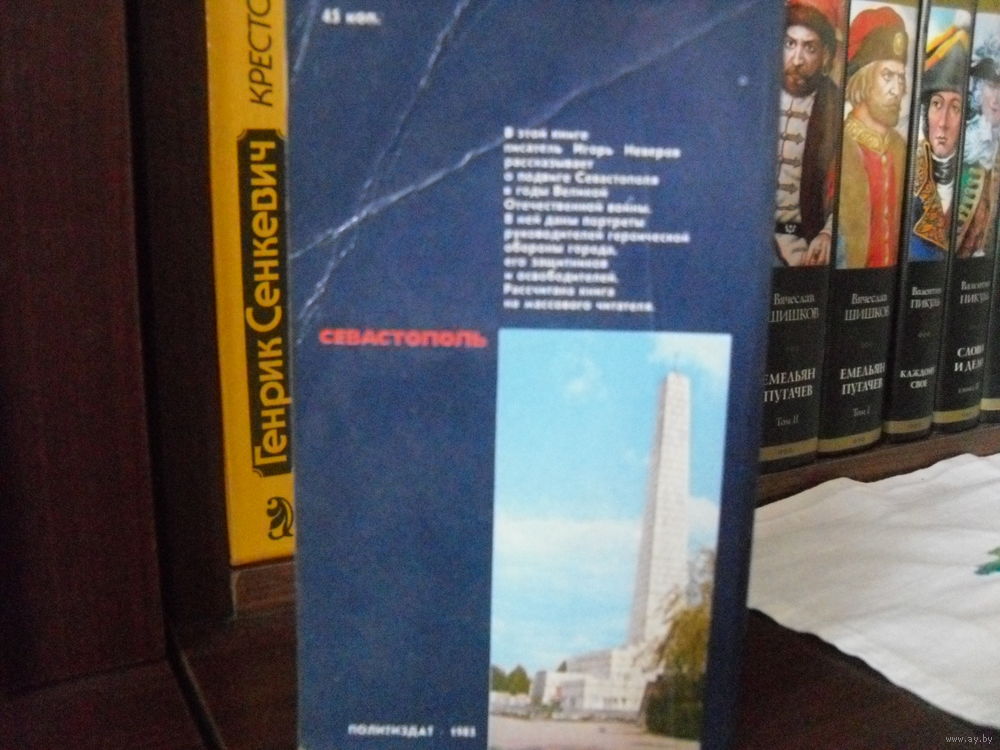 45 коп.
В этой книге
писатель Игорь Неверов
рассказывает
о подвиге Севастополя
в годы Великой
Отечественной войны.
В ней даны портреты
руководителей героической
обороны города,
его защитников
и освободителей.
Рассчитана книга
на массового читателя.
СЕВАСТОПОЛЬ
ПОЛИТИЗДАТ · 1983
Генрик Сенкевич
КРЕСТО
Вячеслав
ШИШКОВ
ЕМЕЛЬЯН
ПУГАЧЕВ
Том II
Вячеслав
ШИШКОВ
ЕМЕЛЬЯН
ПУГАЧЕВ
Том I
Валентин
ПИКУЛЬ
КАЖДОМУ
СВОЕ
Валентин
ПИКУЛ
СЛОВО
И ДЕЛО
www.ay.by